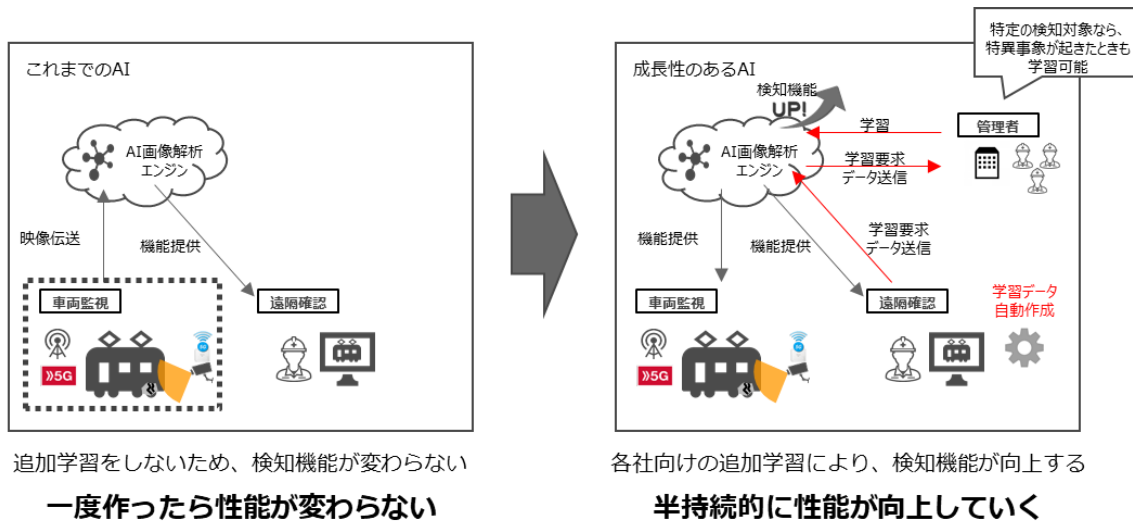 これまでのAI
AI画像解析
エンジン
映像伝送
機能提供
車両監視
遠隔確認
5G
追加学習をしないため、検知機能が変わらない
一度作ったら性能が変わらない
特定の検知対象なら、
特異事象が起きたときも
学習可能
成長性のあるAI
検知機能
UP!
学習
管理者
AI画像解析
エンジン
学習要求
データ送信
学習要求
データ送信
機能提供
機能提供
車両監視
遠隔確認
学習データ
自動作成
5G
各社向けの追加学習により、検知機能が向上する
半持続的に性能が向上していく